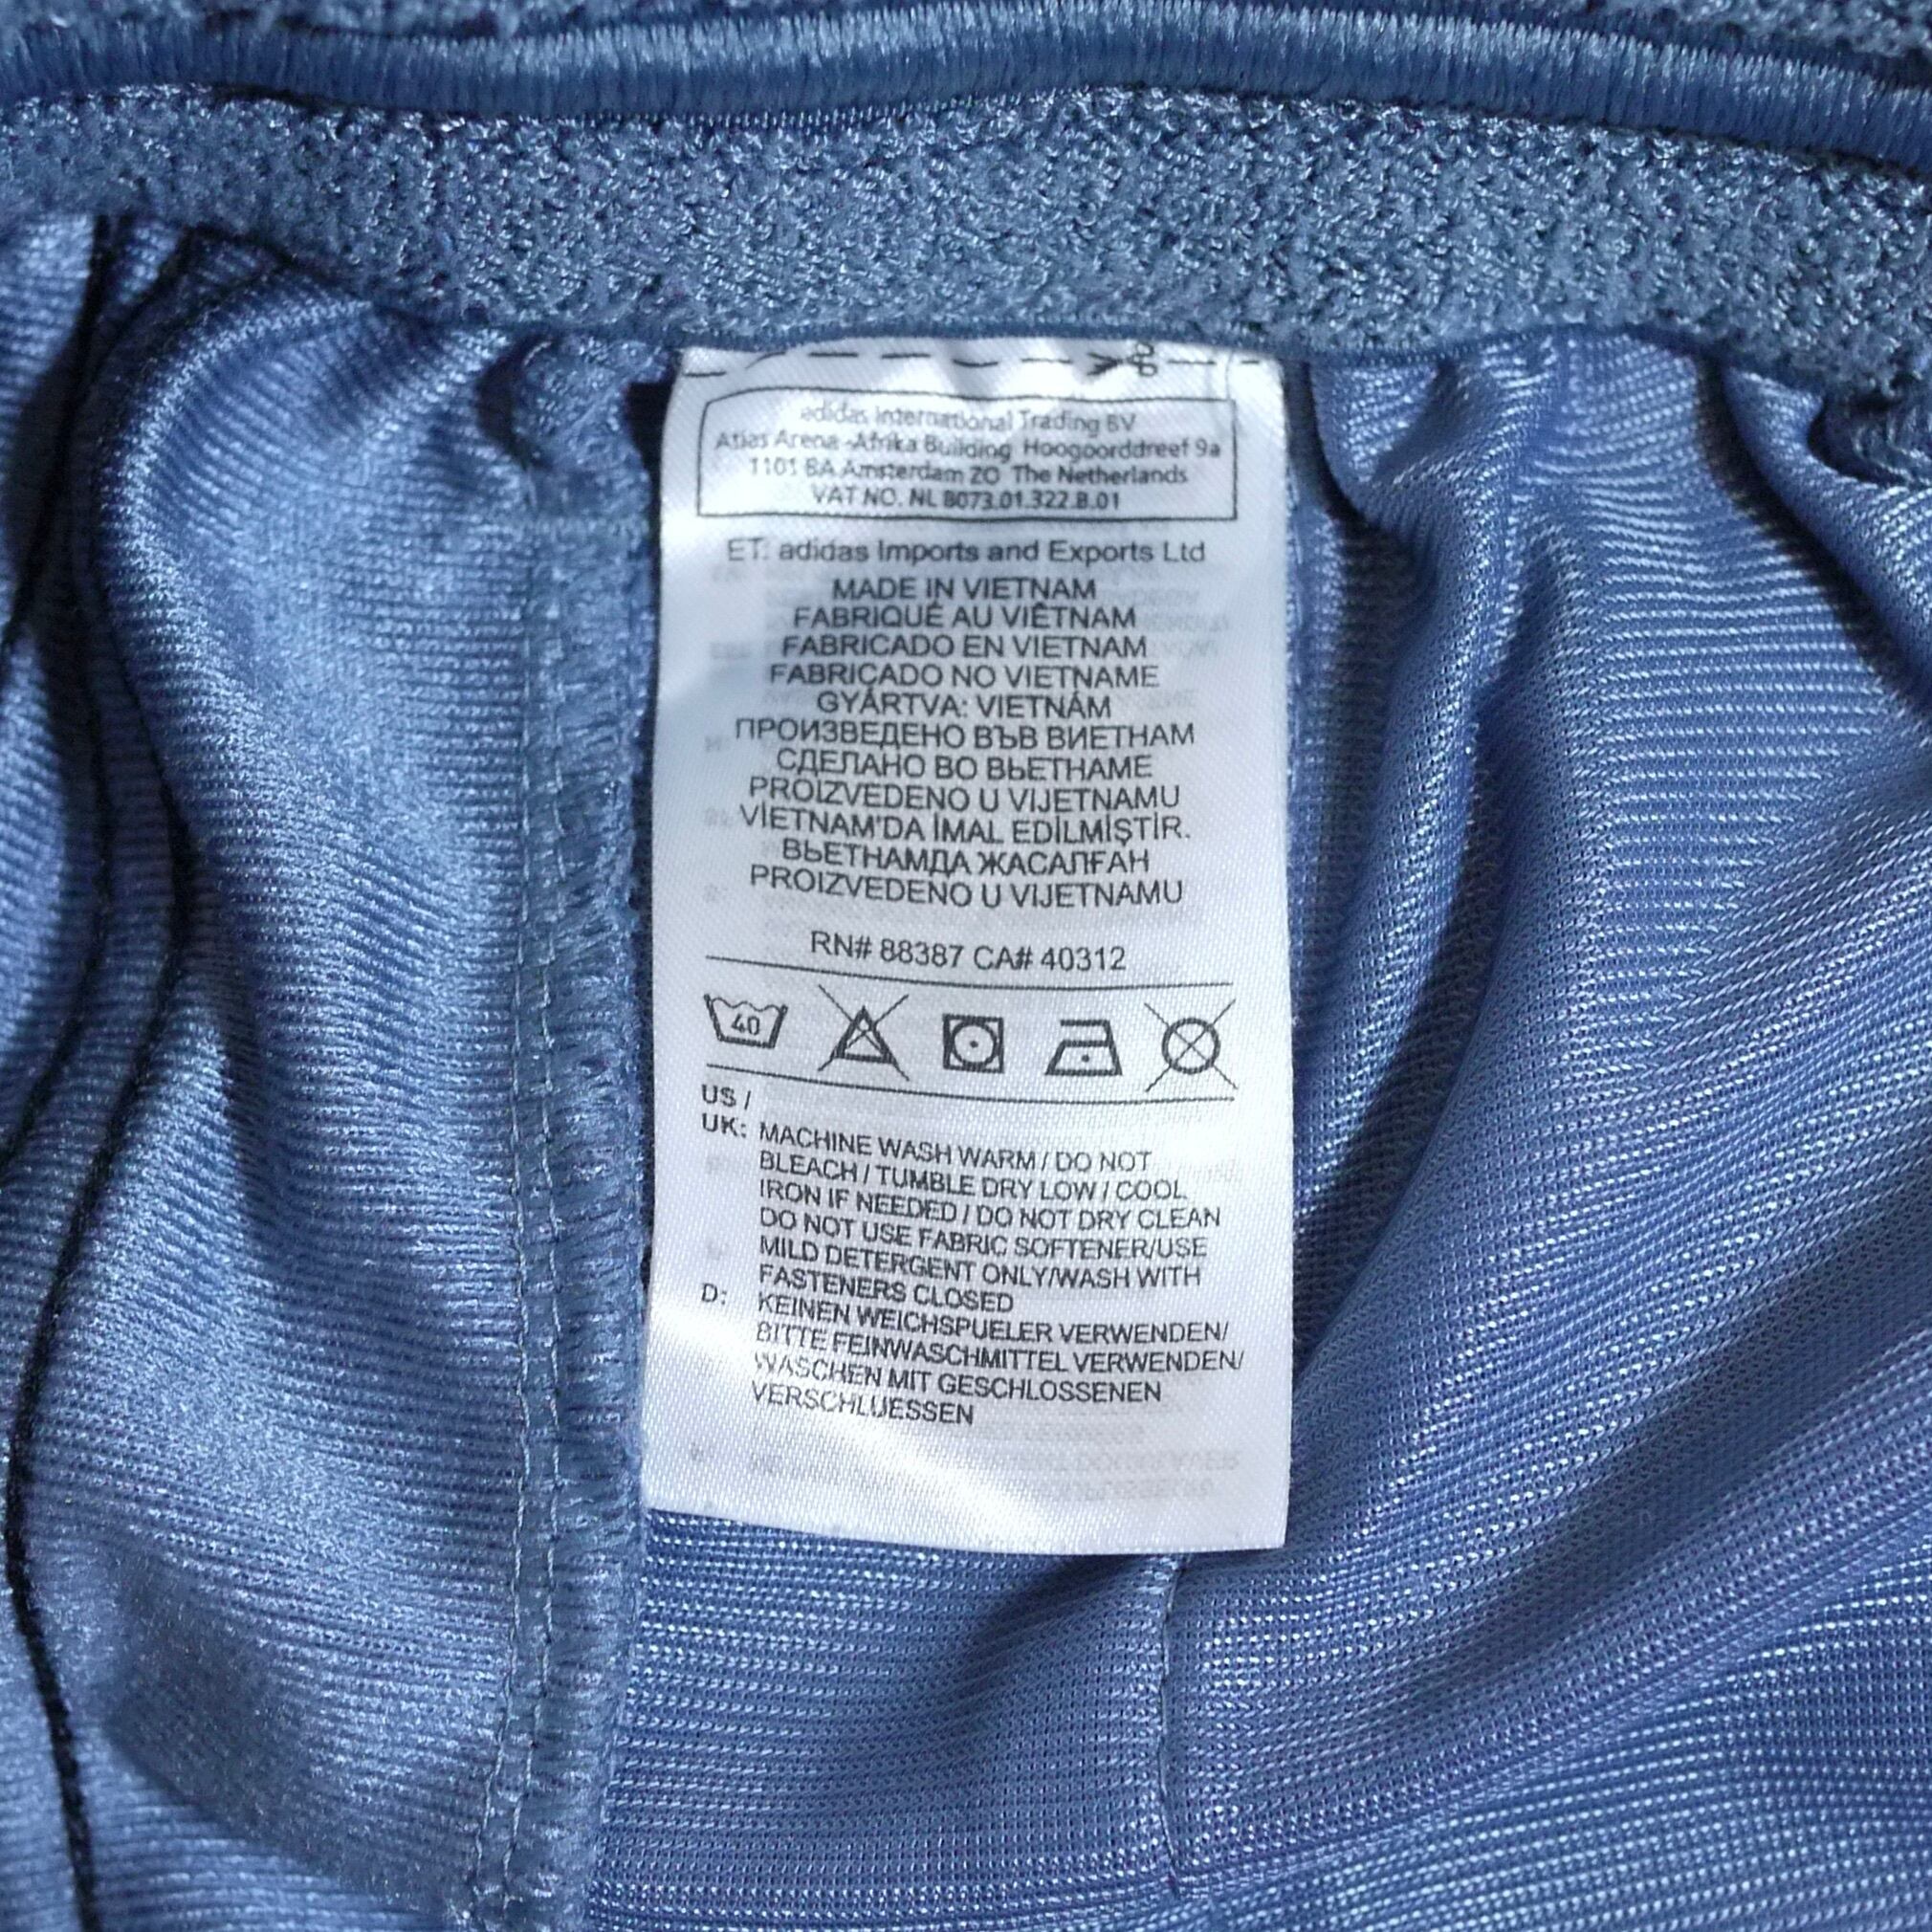 adidas International Trading BV
Atlas Arena -Afrika Building Hoogoorddreef 9a
1101 BA Amsterdam ZO The Netherlands
VAT NO. NL 8073.01.322.B.01
ET: adidas Imports and Exports Ltd
MADE IN VIETNAM
FABRIQUÉ AU VIÊTNAM
FABRICADO EN VIETNAM
FABRICADO NO VIETNAME
GYÁRTVA: VIETNÁM
ПРОИЗВЕДЕНО ВЪВ ВИЕТНАМ
СДЕЛАНО ВО ВЬЕТНАМЕ
PROIZVEDENO U VIJETNAMU
VİETNAM'DA İMAL EDİLMİŞTİR.
ВЬЕТНАМДА ЖАСАЛҒАН
PROIZVEDENO U VIJETNAMU
RN# 88387 CA# 40312
40
US /
UK: MACHINE WASH WARM / DO NOT
BLEACH / TUMBLE DRY LOW / COOL
IRON IF NEEDED / DO NOT DRY CLEAN
DO NOT USE FABRIC SOFTENER/USE
MILD DETERGENT ONLY/WASH WITH
FASTENERS CLOSED
D: KEINEN WEICHSPUELER VERWENDEN/
BITTE FEINWASCHMITTEL VERWENDEN/
WASCHEN MIT GESCHLOSSENEN
VERSCHLUESSEN